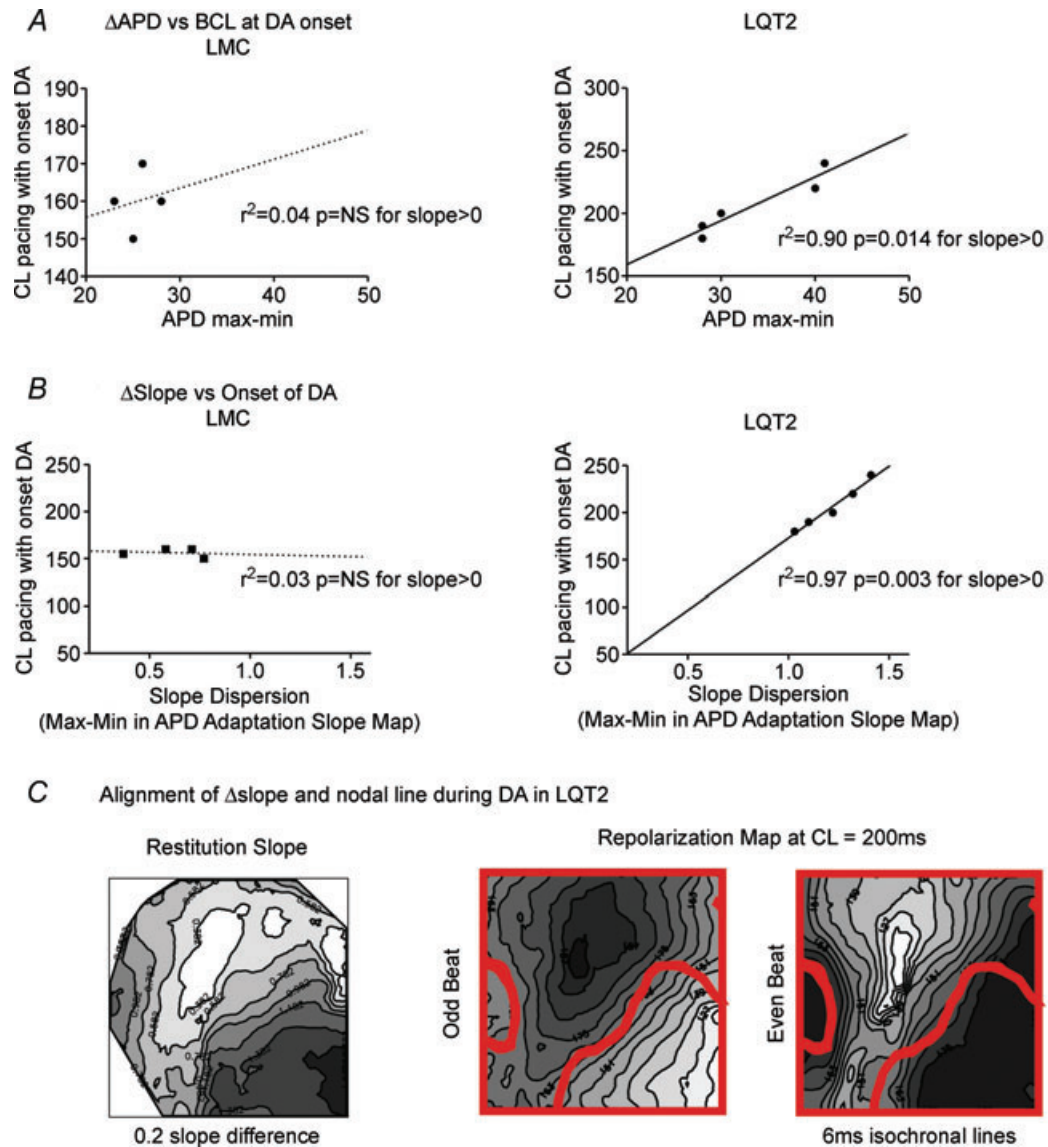 A
ΔAPD vs BCL at DA onset
LMC
CL pacing with onset DA
190
180
170
160
150
140
20 30 40 50
APD max-min
r²=0.04 p=NS for slope>0
LQT2
CL pacing with onset DA
300
250
200
150
20 30 40 50
APD max-min
r²=0.90 p=0.014 for slope>0
B
ΔSlope vs Onset of DA
LMC
CL pacing with onset DA
250
200
150
100
50
0.5 1.0 1.5
Slope Dispersion
(Max-Min in APD Adaptation Slope Map)
r²=0.03 p=NS for slope>0
LQT2
CL pacing with onset DA
250
200
150
100
50
0.5 1.0 1.5
Slope Dispersion
(Max-Min in APD Adaptation Slope Map)
r²=0.97 p=0.003 for slope>0
C
Alignment of Δslope and nodal line during DA in LQT2
Restitution Slope
0.2 slope difference
Repolarization Map at CL = 200ms
Odd Beat
Even Beat
6ms isochronal lines